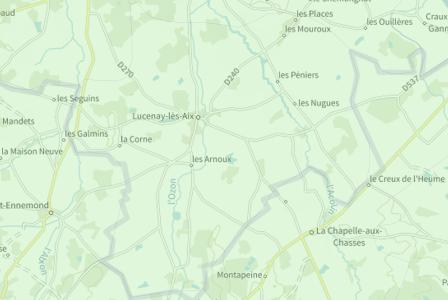 les Places
les Mouroux
les Ouillères
Craux
D270
D240
les Péniers
D537
les Seguins
les Nugues
Mandets
Lucenay-lès-Aix
les Galmins
la Corne
la Maison Neuve
les Arnoux
le Creux de l'Heume
l'Ozon
l'Acolin
t-Ennemond
La Chapelle-aux-
Chasses
Montapeine